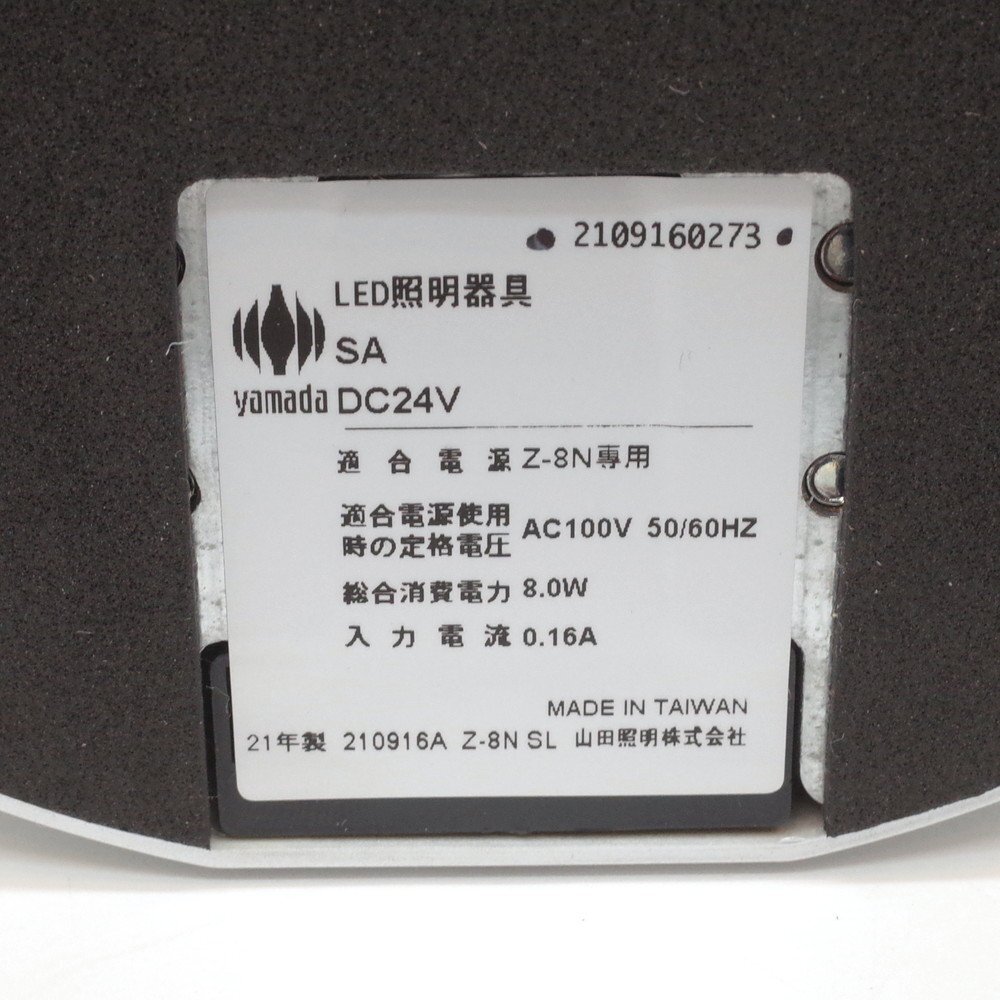 2109160273
LED照明器具
SA
yamada DC24V
適合電源 Z-8N専用
適合電源使用
時の定格電圧 AC100V 50/60HZ
総合消費電力 8.0W
入力電流 0.16A
MADE IN TAIWAN
21年製 210916A Z-8N SL 山田照明株式会社